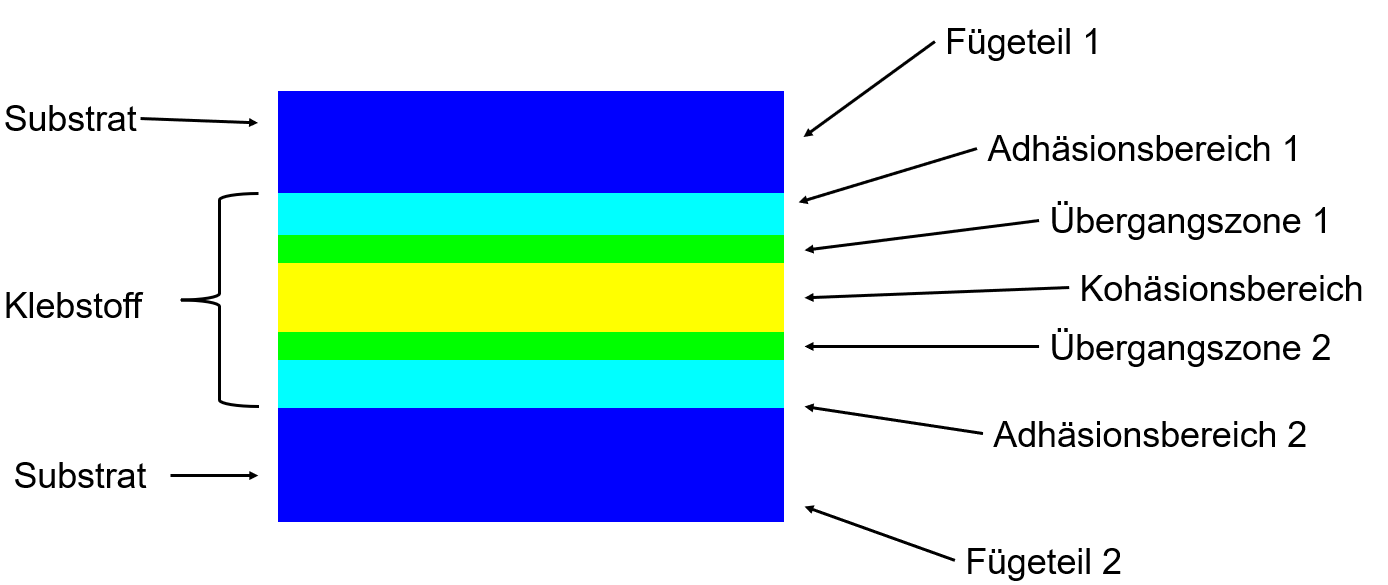 Fügeteil 1
Substrat
Adhäsionsbereich 1
Übergangszone 1
Kohäsionsbereich
Klebstoff
Übergangszone 2
Adhäsionsbereich 2
Substrat
Fügeteil 2